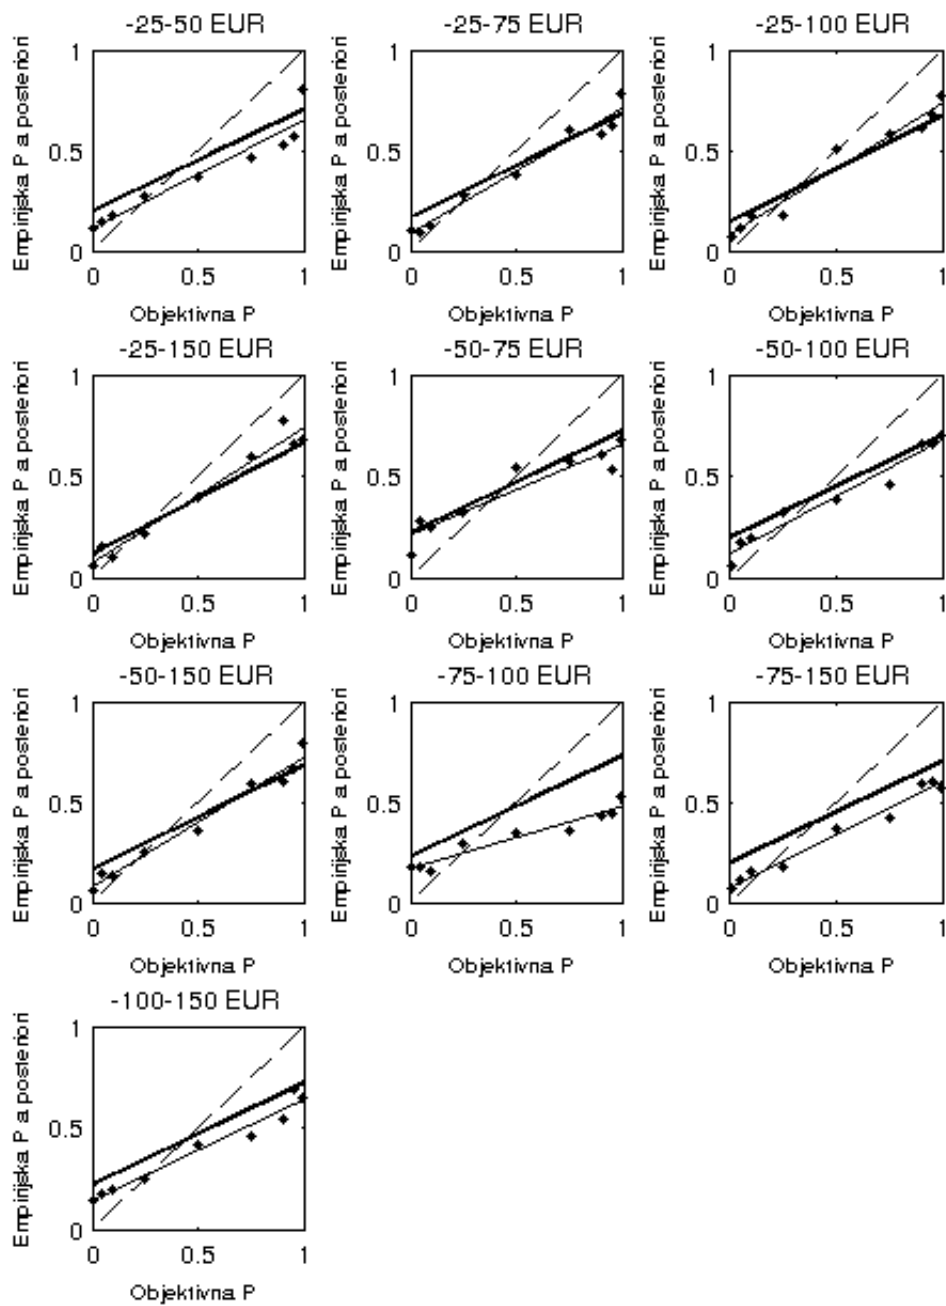 -25-50 EUR
Empirijska P a posteriori
1
0.5
0
0 0.5 1
Objektivna P
-25-75 EUR
Empirijska P a posteriori
1
0.5
0
0 0.5 1
Objektivna P
-25-100 EUR
Empirijska P a posteriori
1
0.5
0
0 0.5 1
Objektivna P
-25-150 EUR
Empirijska P a posteriori
1
0.5
0
0 0.5 1
Objektivna P
-50-75 EUR
Empirijska P a posteriori
1
0.5
0
0 0.5 1
Objektivna P
-50-100 EUR
Empirijska P a posteriori
1
0.5
0
0 0.5 1
Objektivna P
-50-150 EUR
Empirijska P a posteriori
1
0.5
0
0 0.5 1
Objektivna P
-75-100 EUR
Empirijska P a posteriori
1
0.5
0
0 0.5 1
Objektivna P
-75-150 EUR
Empirijska P a posteriori
1
0.5
0
0 0.5 1
Objektivna P
-100-150 EUR
Empirijska P a posteriori
1
0.5
0
0 0.5 1
Objektivna P